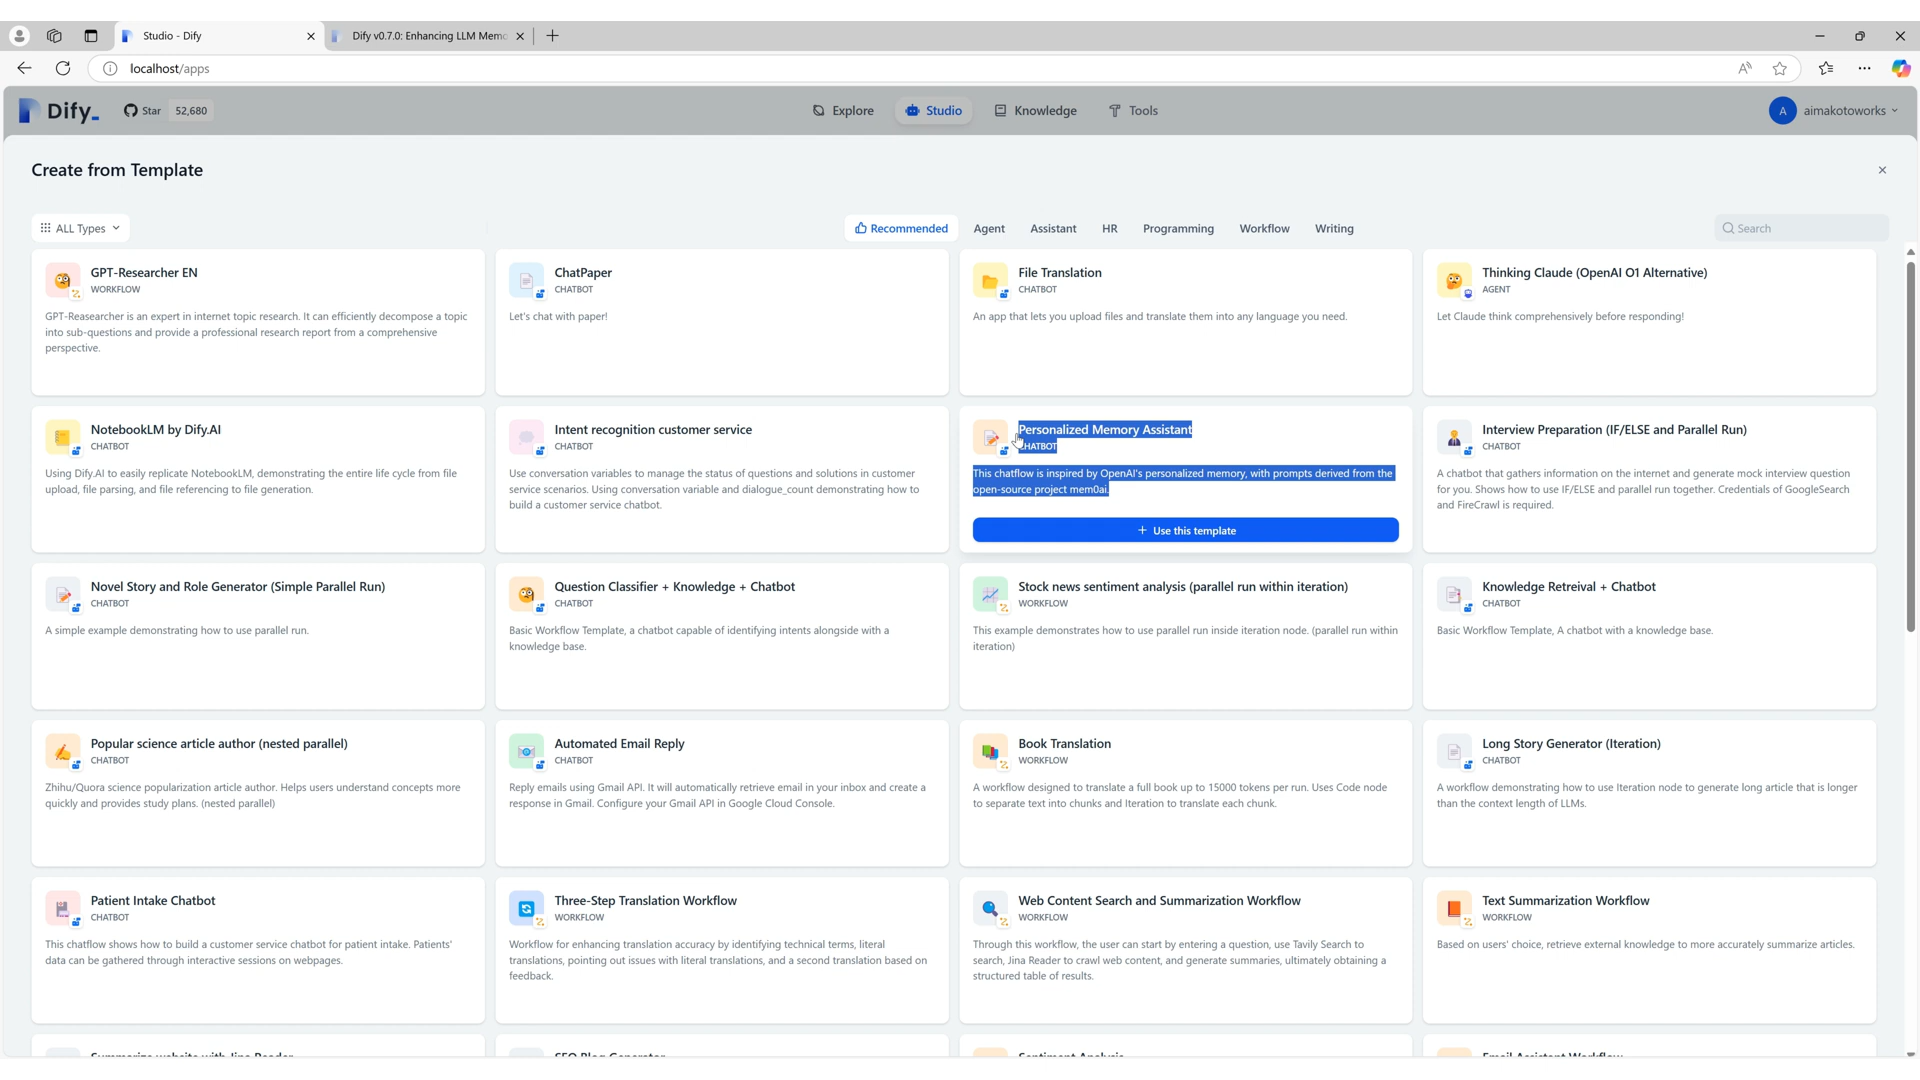 Studio - Dify
Dify v0.7.0: Enhancing LLM Memo
localhost/apps
Dify_
Star 52,680
Explore
Studio
Knowledge
Tools
A
aimakotoworks
Create from Template
ALL Types
Recommended
Agent
Assistant
HR
Programming
Workflow
Writing
Search
GPT-Researcher EN
WORKFLOW
GPT-Reasearcher is an expert in internet topic research. It can efficiently decompose a topic
into sub-questions and provide a professional research report from a comprehensive
perspective.
ChatPaper
CHATBOT
Let's chat with paper!
File Translation
CHATBOT
An app that lets you upload files and translate them into any language you need.
Thinking Claude (OpenAI O1 Alternative)
AGENT
Let Claude think comprehensively before responding!
NotebookLM by Dify.AI
CHATBOT
Using Dify.AI to easily replicate NotebookLM, demonstrating the entire life cycle from file
upload, file parsing, and file referencing to file generation.
Intent recognition customer service
CHATBOT
Use conversation variables to manage the status of questions and solutions in customer
service scenarios. Using conversation variable and dialogue_count demonstrating how to
build a customer service chatbot.
Personalized Memory Assistant
CHATBOT
This chatflow is inspired by OpenAI's personalized memory, with prompts derived from the
open-source project mem0ai.
+ Use this template
Interview Preparation (IF/ELSE and Parallel Run)
CHATBOT
A chatbot that gathers information on the internet and generate mock interview question
for you. Shows how to use IF/ELSE and parallel run together. Credentials of GoogleSearch
and FireCrawl is required.
Novel Story and Role Generator (Simple Parallel Run)
CHATBOT
A simple example demonstrating how to use parallel run.
Question Classifier + Knowledge + Chatbot
CHATBOT
Basic Workflow Template, a chatbot capable of identifying intents alongside with a
knowledge base.
Stock news sentiment analysis (parallel run within iteration)
WORKFLOW
This example demonstrates how to use parallel run inside iteration node. (parallel run within
iteration)
Knowledge Retreival + Chatbot
CHATBOT
Basic Workflow Template, A chatbot with a knowledge base.
Popular science article author (nested parallel)
CHATBOT
Zhihu/Quora science popularization article author. Helps users understand concepts more
quickly and provides study plans. (nested parallel)
Automated Email Reply
CHATBOT
Reply emails using Gmail API. It will automatically retrieve email in your inbox and create a
response in Gmail. Configure your Gmail API in Google Cloud Console.
Book Translation
WORKFLOW
A workflow designed to translate a full book up to 15000 tokens per run. Uses Code node
to separate text into chunks and Iteration to translate each chunk.
Long Story Generator (Iteration)
CHATBOT
A workflow demonstrating how to use Iteration node to generate long article that is longer
than the context length of LLMs.
Patient Intake Chatbot
CHATBOT
This chatflow shows how to build a customer service chatbot for patient intake. Patients'
data can be gathered through interactive sessions on webpages.
Three-Step Translation Workflow
WORKFLOW
Workflow for enhancing translation accuracy by identifying technical terms, literal
translations, pointing out issues with literal translations, and a second translation based on
feedback.
Web Content Search and Summarization Workflow
WORKFLOW
Through this workflow, the user can start by entering a question, use Tavily Search to
search, Jina Reader to crawl web content, and generate summaries, ultimately obtaining a
structured table of results.
Text Summarization Workflow
WORKFLOW
Based on users' choice, retrieve external knowledge to more accurately summarize articles.